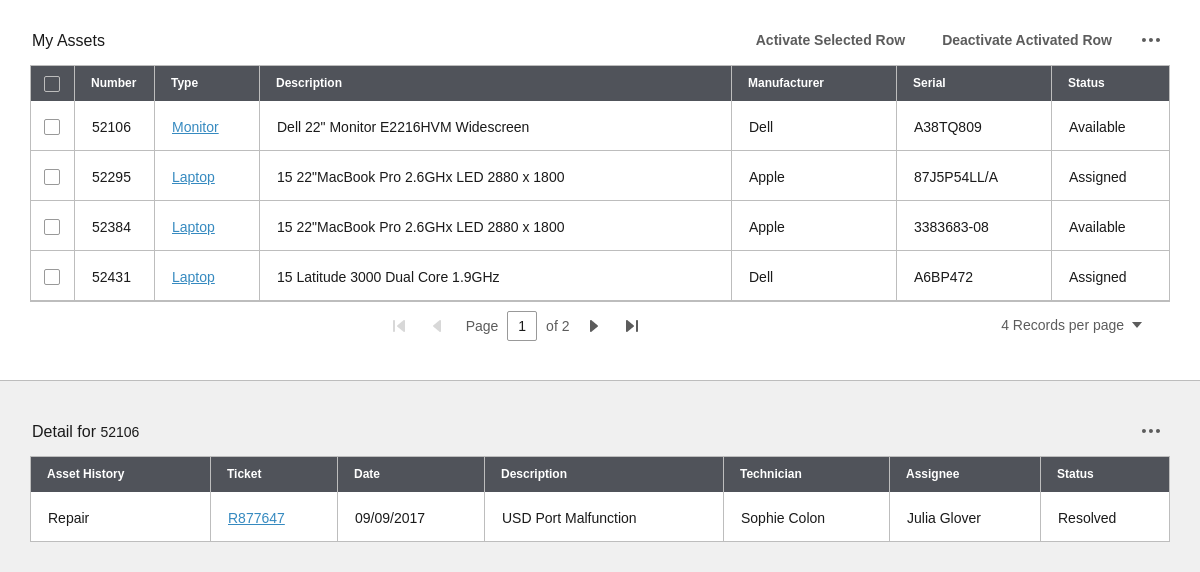 My Assets
Activate Selected Row Deactivate Activated Row
Number Type Description Manufacturer Serial Status
52106 Monitor Dell 22" Monitor E2216HVM Widescreen Dell A38TQ809 Available
52295 Laptop 15 22"MacBook Pro 2.6GHx LED 2880 x 1800 Apple 87J5P54LL/A Assigned
52384 Laptop 15 22"MacBook Pro 2.6GHx LED 2880 x 1800 Apple 3383683-08 Available
52431 Laptop 15 Latitude 3000 Dual Core 1.9GHz Dell A6BP472 Assigned
Page 1 of 2 4 Records per page
Detail for 52106
Asset History Ticket Date Description Technician Assignee Status
Repair R877647 09/09/2017 USD Port Malfunction Sophie Colon Julia Glover Resolved